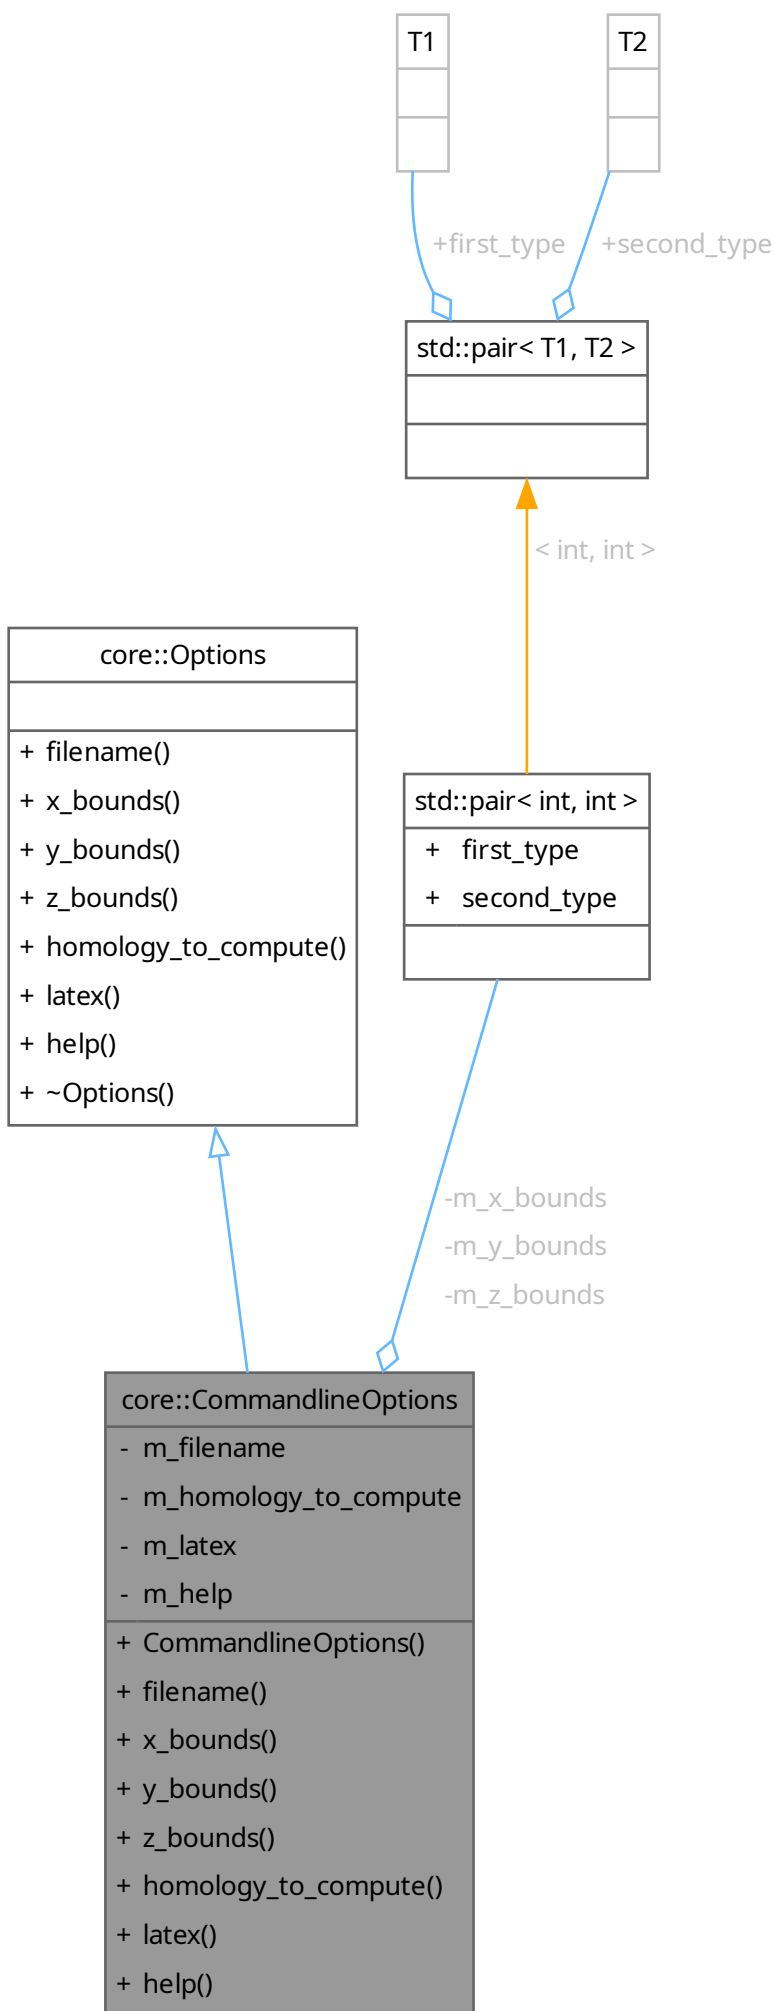 T1
T2
+first_type
+second_type
std::pair< T1, T2 >
< int, int >
core::Options
+ filename()
+ x_bounds()
+ y_bounds()
+ z_bounds()
+ homology_to_compute()
+ latex()
+ help()
+ ~Options()
std::pair< int, int >
+ first_type
+ second_type
-m_x_bounds
-m_y_bounds
-m_z_bounds
core::CommandlineOptions
- m_filename
- m_homology_to_compute
- m_latex
- m_help
+ CommandlineOptions()
+ filename()
+ x_bounds()
+ y_bounds()
+ z_bounds()
+ homology_to_compute()
+ latex()
+ help()